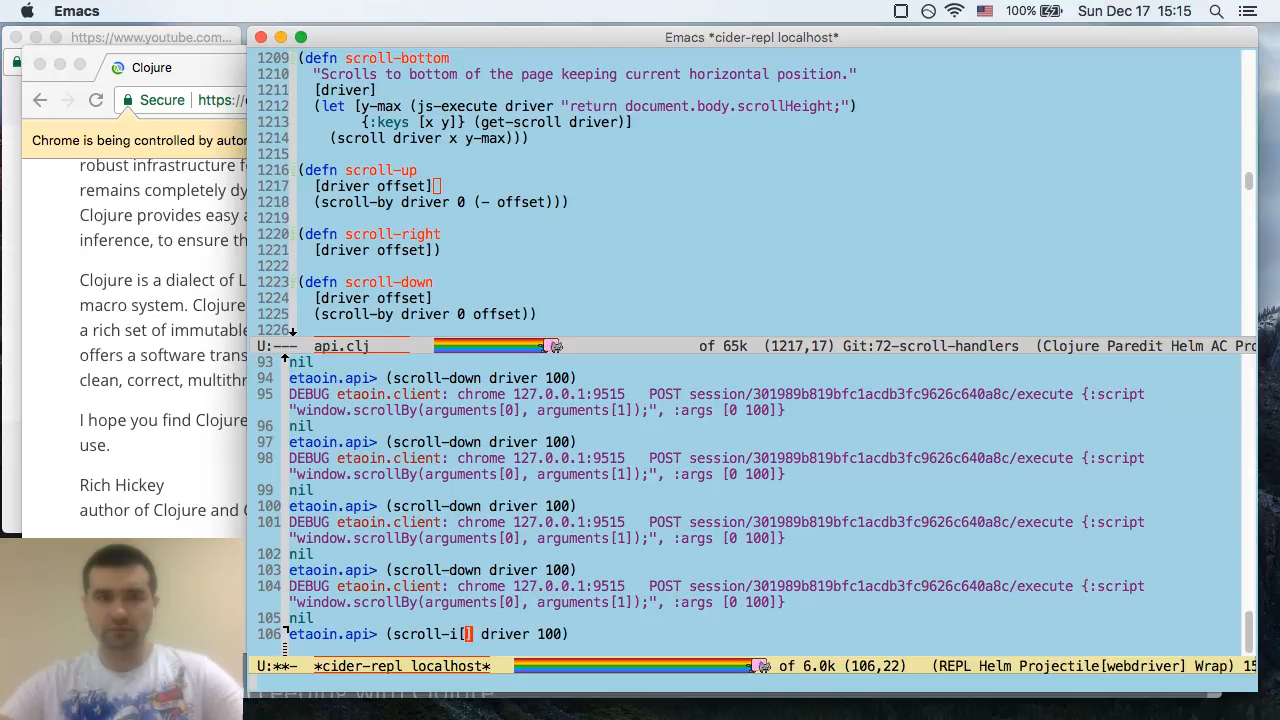 Emacs
100%
Sun Dec 17 15:15
https://www.youtube.com...
Emacs *cider-repl localhost*
Clojure
Secure
https://
Chrome is being controlled by autom
robust infrastructure fo
remains completely dy
Clojure provides easy a
inference, to ensure th
Clojure is a dialect of L
macro system. Clojure
a rich set of immutable
offers a software trans
clean, correct, multithr
I hope you find Clojure
use.
Rich Hickey
author of Clojure and C
1209 (defn scroll-bottom
1210 "Scrolls to bottom of the page keeping current horizontal position."
1211 [driver]
1212 (let [y-max (js-execute driver "return document.body.scrollHeight;")
1213 {:keys [x y]} (get-scroll driver)]
1214 (scroll driver x y-max)))
1215
1216 (defn scroll-up
1217 [driver offset]
1218 (scroll-by driver 0 (- offset)))
1219
1220 (defn scroll-right
1221 [driver offset])
1222
1223 (defn scroll-down
1224 [driver offset]
1225 (scroll-by driver 0 offset))
1226
U:--- api.clj of 65k (1217,17) Git:72-scroll-handlers (Clojure Paredit Helm AC Pro
93 nil
94 etaoin.api> (scroll-down driver 100)
95 DEBUG etaoin.client: chrome 127.0.0.1:9515 POST session/301989b819bfc1acdb3fc9626c640a8c/execute {:script
"window.scrollBy(arguments[0], arguments[1]);", :args [0 100]}
96 nil
97 etaoin.api> (scroll-down driver 100)
98 DEBUG etaoin.client: chrome 127.0.0.1:9515 POST session/301989b819bfc1acdb3fc9626c640a8c/execute {:script
"window.scrollBy(arguments[0], arguments[1]);", :args [0 100]}
99 nil
100 etaoin.api> (scroll-down driver 100)
101 DEBUG etaoin.client: chrome 127.0.0.1:9515 POST session/301989b819bfc1acdb3fc9626c640a8c/execute {:script
"window.scrollBy(arguments[0], arguments[1]);", :args [0 100]}
102 nil
103 etaoin.api> (scroll-down driver 100)
104 DEBUG etaoin.client: chrome 127.0.0.1:9515 POST session/301989b819bfc1acdb3fc9626c640a8c/execute {:script
"window.scrollBy(arguments[0], arguments[1]);", :args [0 100]}
105 nil
106 etaoin.api> (scroll-i[] driver 100)
U:**- *cider-repl localhost* of 6.0k (106,22) (REPL Helm Projectile[webdriver] Wrap) 15